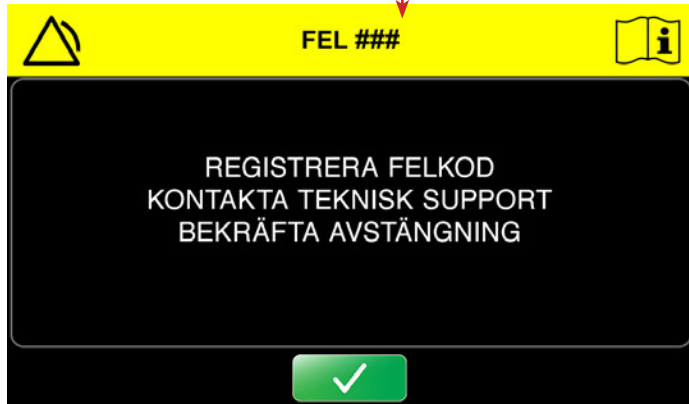 FEL ###
REGISTRERA FELKOD
KONTAKTA TEKNISK SUPPORT
BEKRÄFTA AVSTÄNGNING